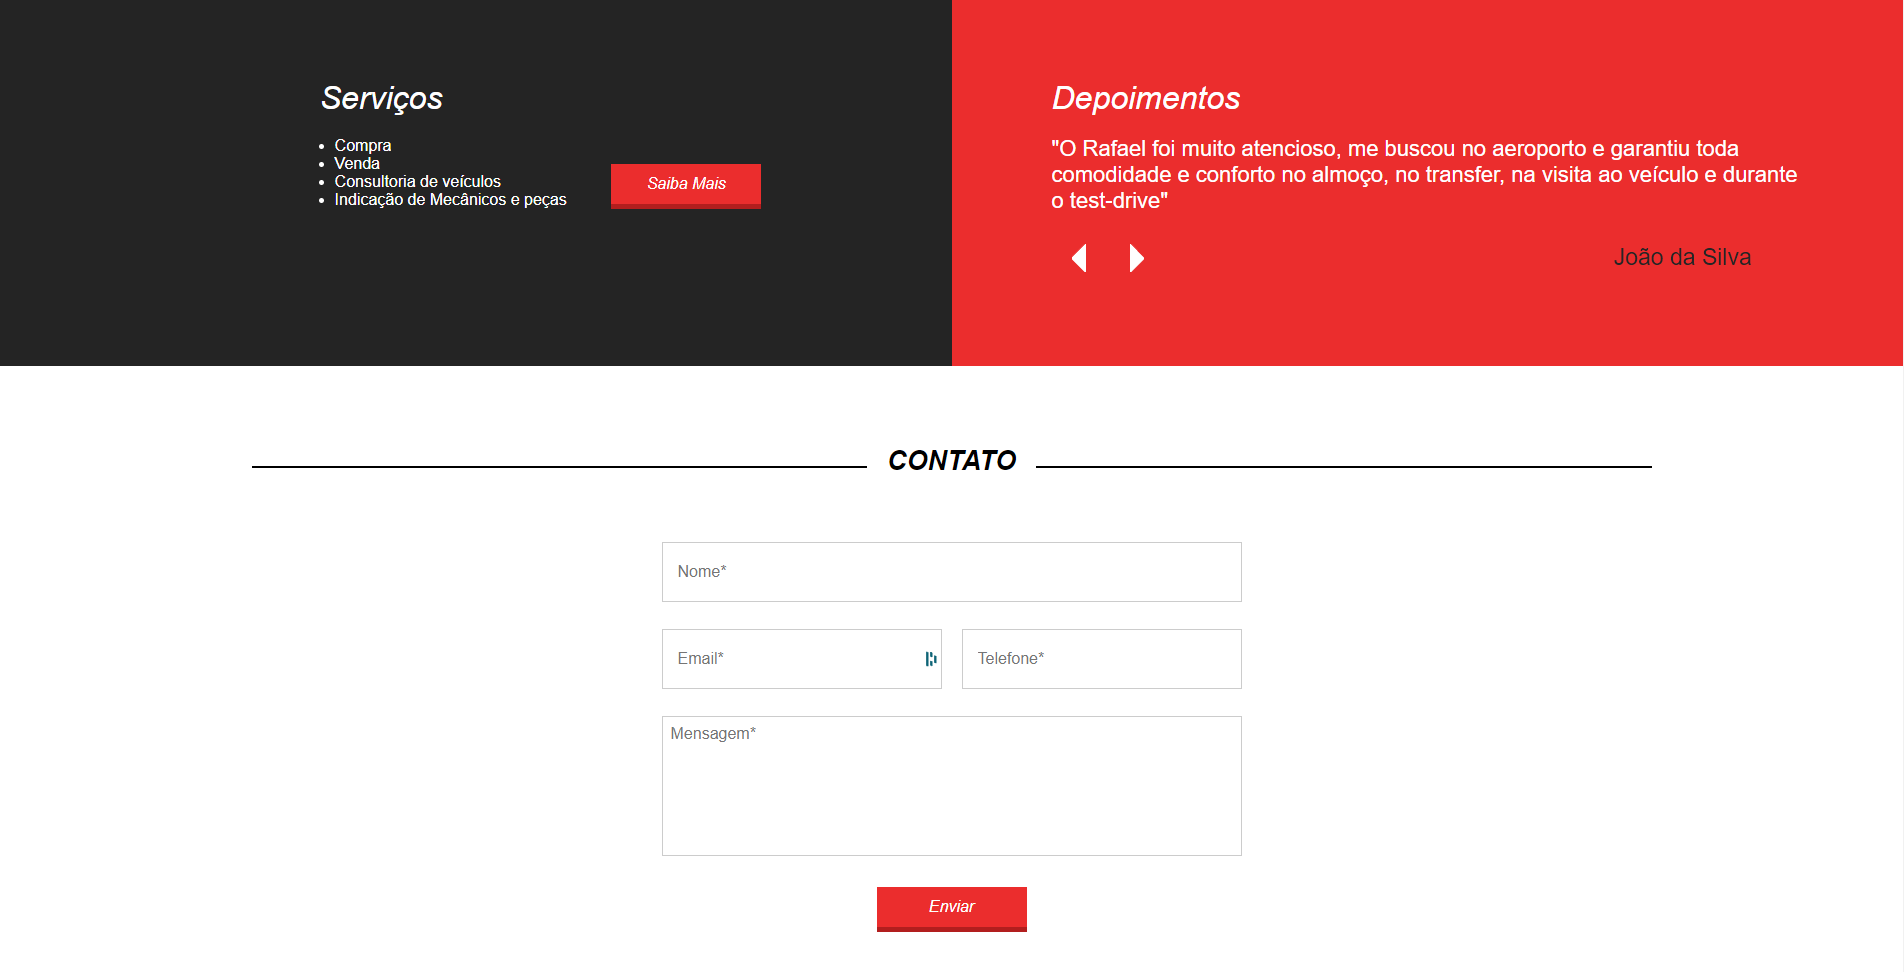 Serviços
Compra
Venda
Consultoria de veículos
Indicação de Mecânicos e peças
Saiba Mais
Depoimentos
"O Rafael foi muito atencioso, me buscou no aeroporto e garantiu toda
comodidade e conforto no almoço, no transfer, na visita ao veículo e durante
o test-drive"
João da Silva
CONTATO
Nome*
Email*
Telefone*
Mensagem*
Enviar